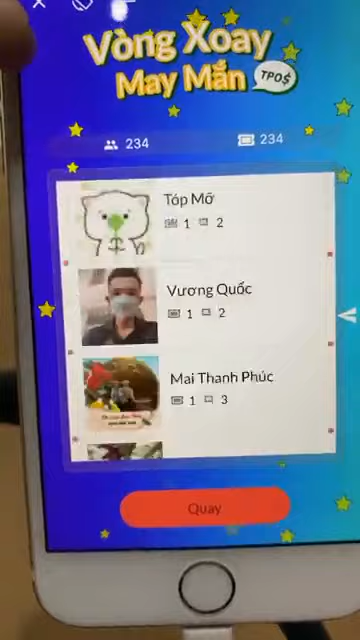 Vòng Xoay
May Mắn
TPOS
234
234
Tóp Mỡ
1 2
Vương Quốc
1 2
Mai Thanh Phúc
1 3
Quay